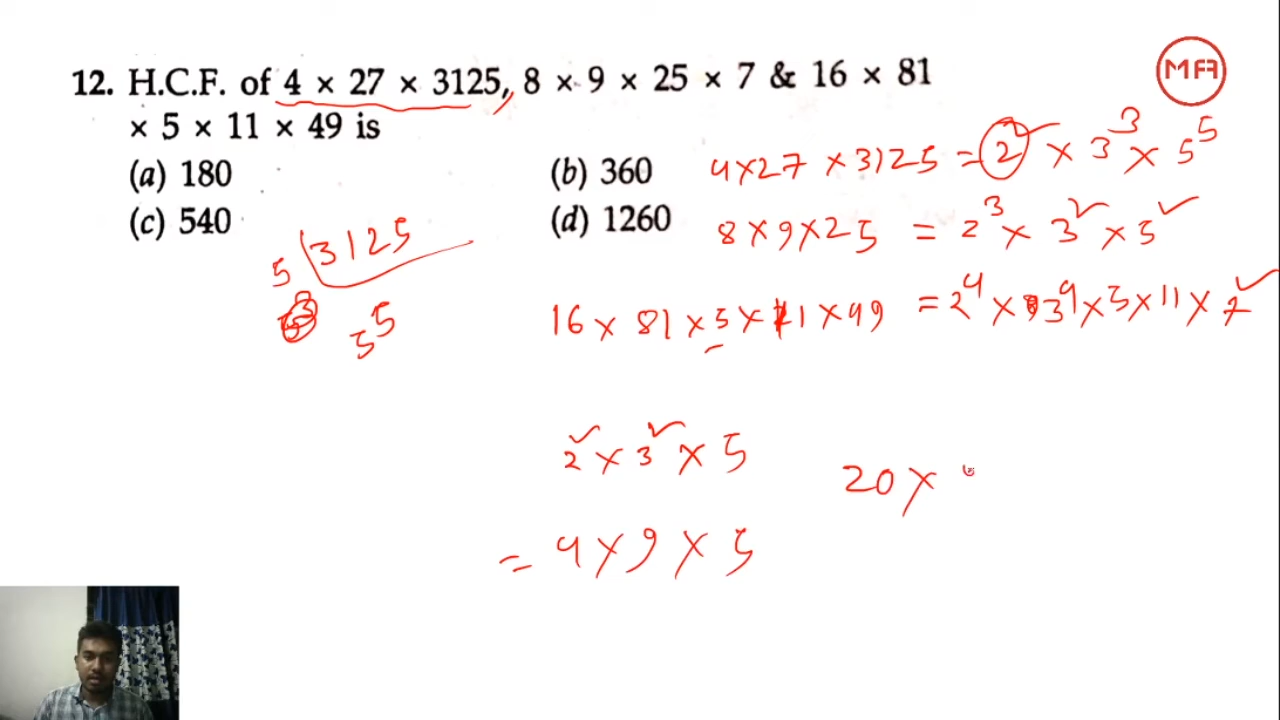 MFA
12. H.C.F. of 4 × 27 × 3125, 8 × 9 × 25 × 7 & 16 × 81
× 5 × 11 × 49 is
(a) 180 (b) 360
(c) 540 (d) 1260
4×27 ×3125 = 2² × 3³ × 5⁵
8×9×25 = 2³ × 3² × 5²
16 × 81 × 5 × 11 × 49 = 2⁴ × 3⁴ × 5 × 11 × 7²
5 3125
5⁵
2² × 3² × 5
20 ×
= 4 × 9 × 5